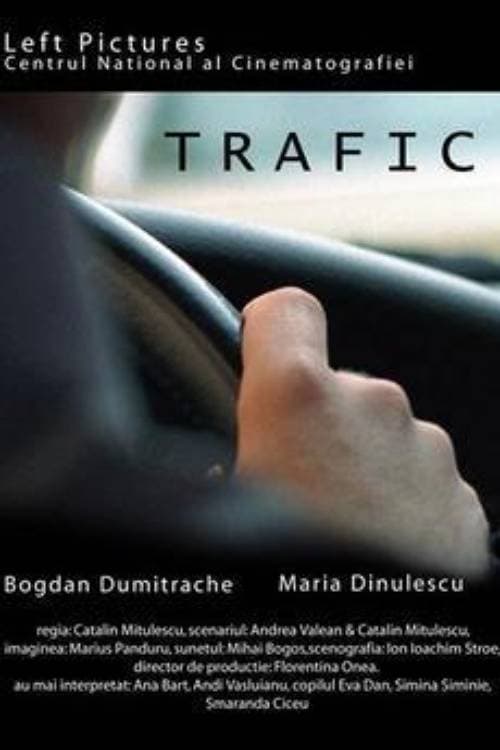 Left Pictures
Centrul National al Cinematografiei
TRAFIC
Bogdan Dumitrache Maria Dinulescu
regia: Catalin Mitulescu, scenariul: Andrea Valean & Catalin Mitulescu,
imaginea: Marius Panduru, sunetul: Mihai Bogos,scenografia: Ion Ioachim Stroe,
director de productie: Florentina Onea.
au mai interpretat: Ana Bart, Andi Vasluianu, copilul Eva Dan, Simina Siminie,
Smaranda Ciceu